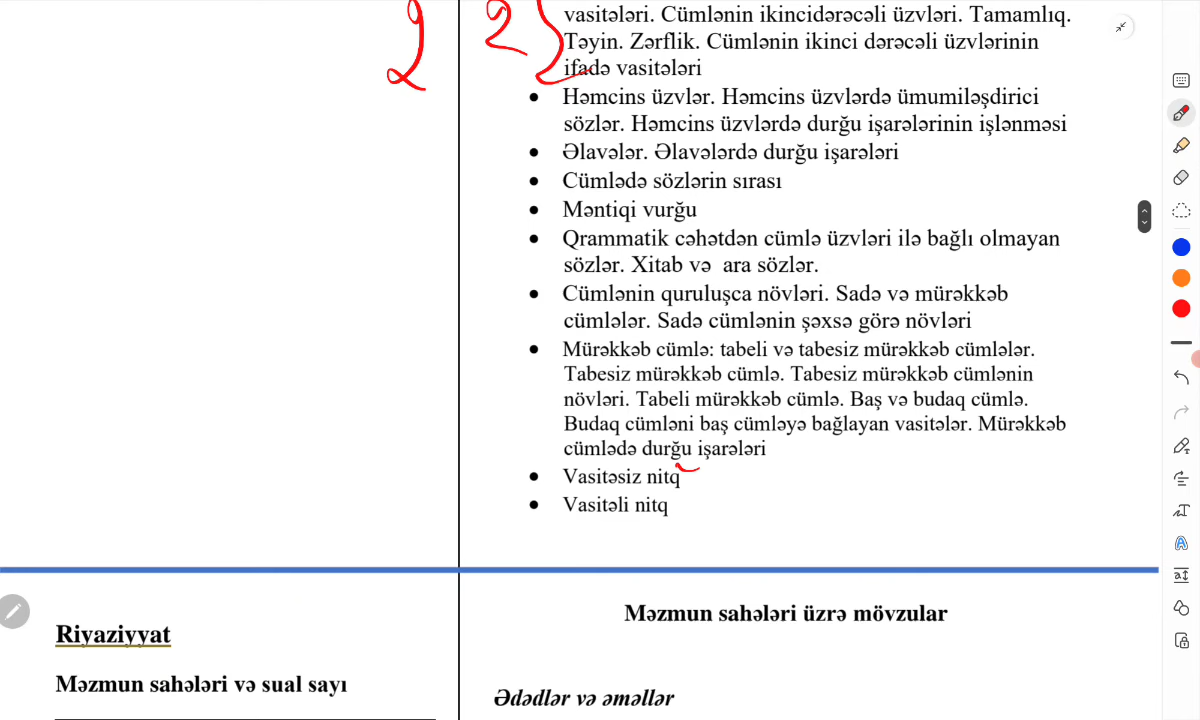 2 2
vasitələri. Cümlənin ikincidərəcəli üzvləri. Tamamlıq.
Təyin. Zərflik. Cümlənin ikinci dərəcəli üzvlərinin
ifadə vasitələri
• Həmcins üzvlər. Həmcins üzvlərdə ümumiləşdirici
sözlər. Həmcins üzvlərdə durğu işarələrinin işlənməsi
• Əlavələr. Əlavələrdə durğu işarələri
• Cümlədə sözlərin sırası
• Məntiqi vurğu
• Qrammatik cəhətdən cümlə üzvləri ilə bağlı olmayan
sözlər. Xitab və ara sözlər.
• Cümlənin quruluşca növləri. Sadə və mürəkkəb
cümlələr. Sadə cümlənin şəxsə görə növləri
• Mürəkkəb cümlə: tabeli və tabesiz mürəkkəb cümlələr.
Tabesiz mürəkkəb cümlə. Tabesiz mürəkkəb cümlənin
növləri. Tabeli mürəkkəb cümlə. Baş və budaq cümlə.
Budaq cümləni baş cümləyə bağlayan vasitələr. Mürəkkəb
cümlədə durğu işarələri
• Vasitəsiz nitq
• Vasitəli nitq
Riyaziyyat
Məzmun sahələri və sual sayı
Məzmun sahələri üzrə mövzular
Ədədlər və əməllər